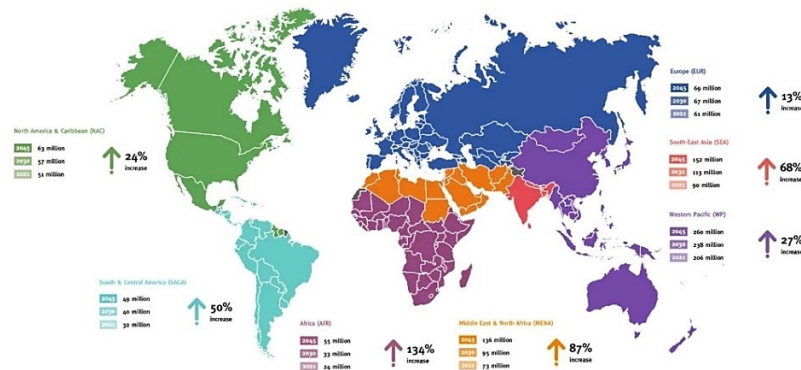 Europe (EUR)
2045 69 million
2030 67 million
2021 61 million
13%
increase
North America & Caribbean (NAC)
2045 63 million
2030 57 million
2021 51 million
24%
increase
South-East Asia (SEA)
2045 152 million
2030 113 million
2021 90 million
68%
increase
Western Pacific (WP)
2045 260 million
2030 238 million
2021 206 million
27%
increase
South & Central America (SACA)
2045 49 million
2030 40 million
2021 32 million
50%
increase
Africa (AFR)
2045 55 million
2030 33 million
2021 24 million
134%
increase
Middle East & North Africa (MENA)
2045 136 million
2030 95 million
2021 73 million
87%
increase